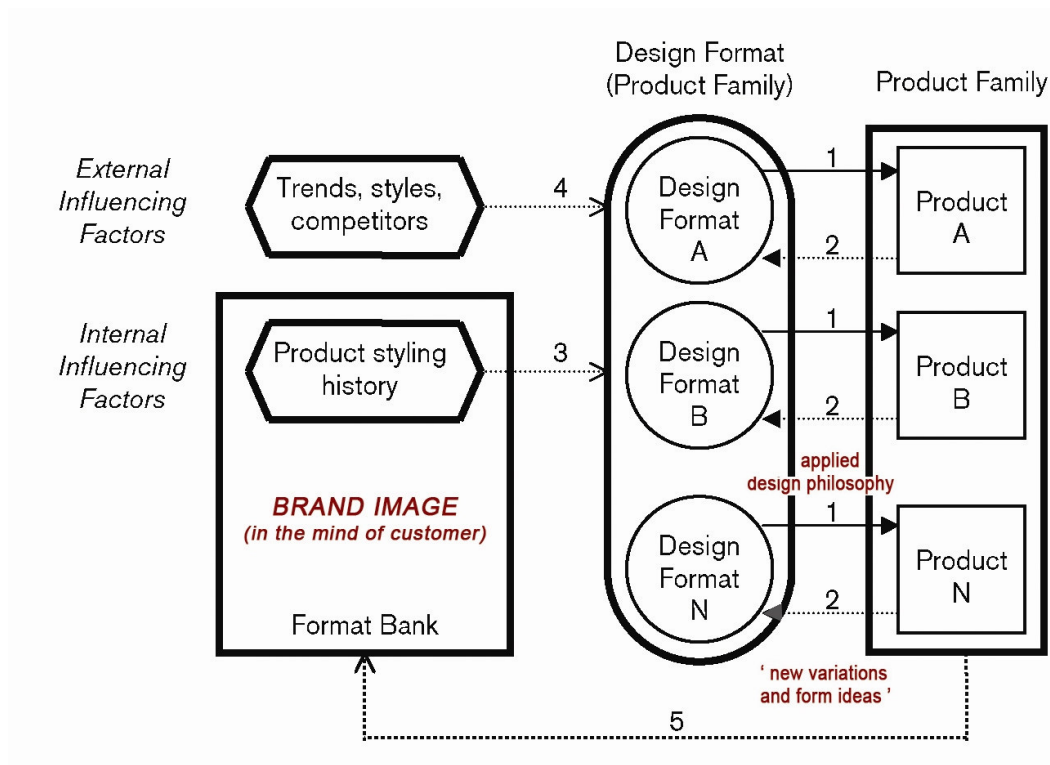 Design Format
(Product Family)
Product Family
External
Influencing
Factors
Trends, styles,
competitors
4
Design
Format
A
1
2
Product
A
Internal
Influencing
Factors
Product styling
history
3
Design
Format
B
1
2
Product
B
BRAND IMAGE
(in the mind of customer)
Format Bank
applied
design philosophy
Design
Format
N
1
2
Product
N
‘ new variations
and form ideas ’
5